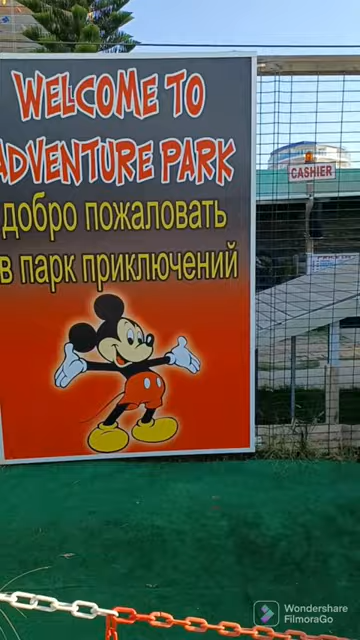 WELCOME TO
ADVENTURE PARK
добро пожаловать
в парк приключений
CASHIER
Wondershare
FilmoraGo